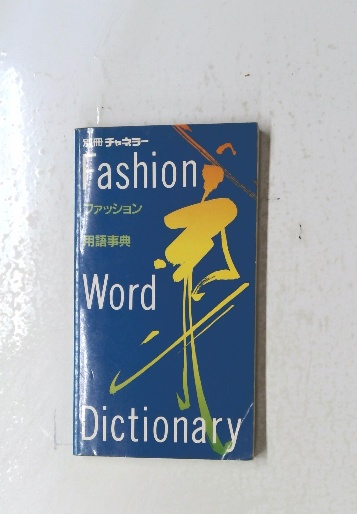 別冊 チャネラー
Fashion
ファッション
用語事典
Word
Dictionary